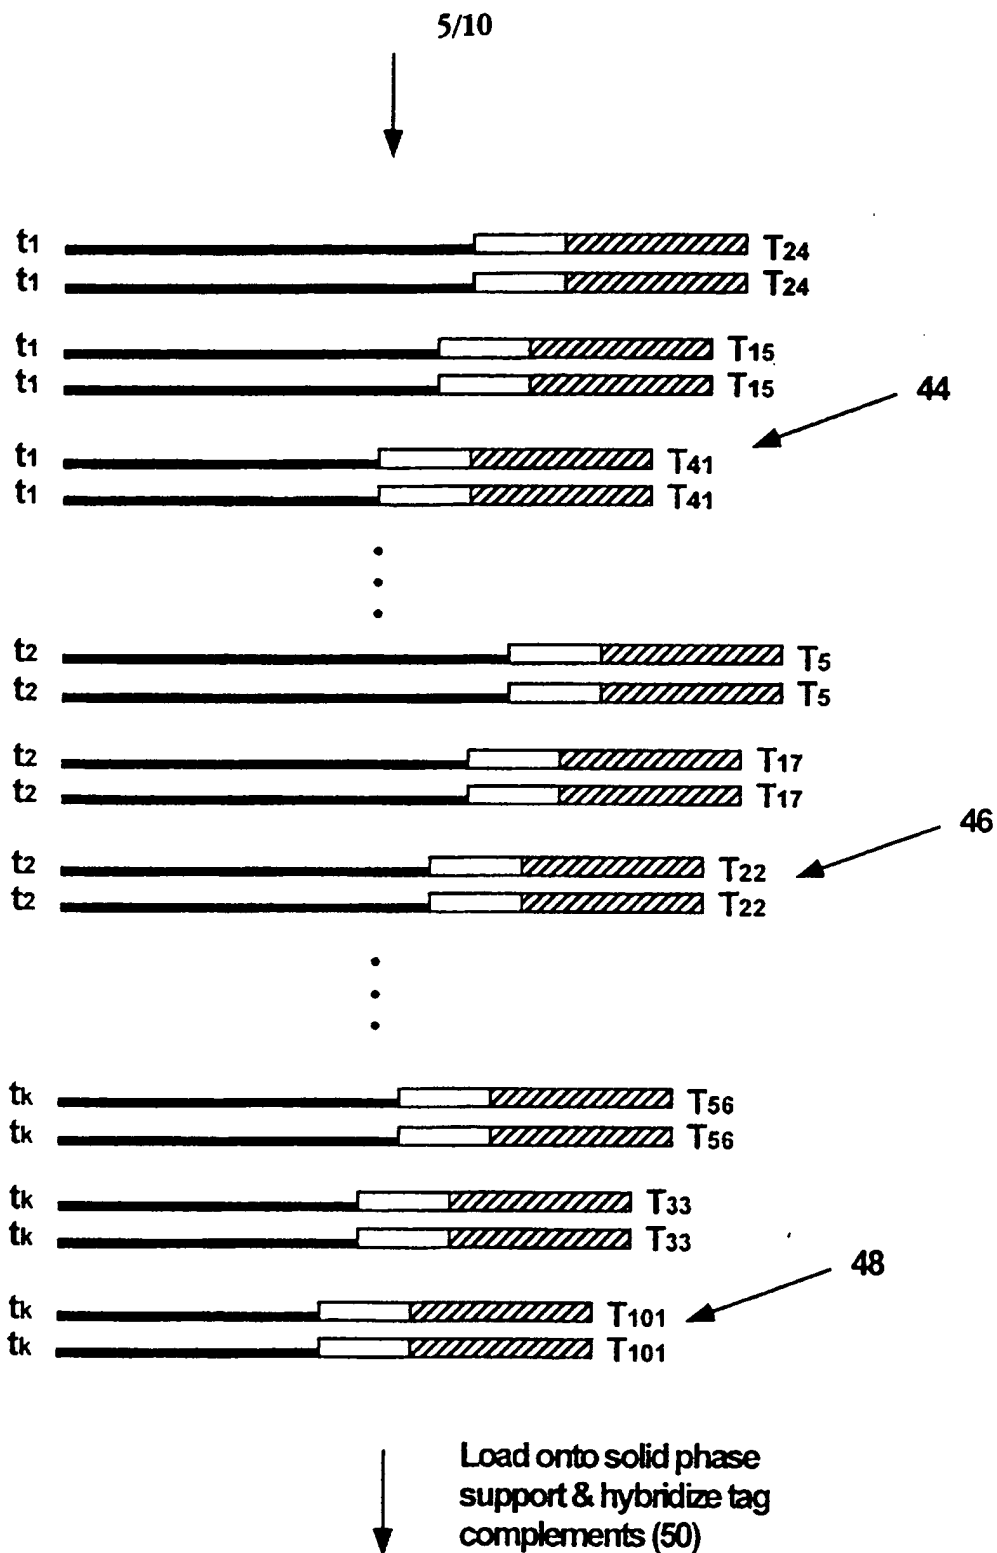 5/10
t1 T24
t1 T24
t1 T15
t1 T15
44
t1 T41
t1 T41
t2 T5
t2 T5
t2 T17
t2 T17
46
t2 T22
t2 T22
tk T56
tk T56
tk T33
tk T33
48
tk T101
tk T101
Load onto solid phase
support & hybridize tag
complements (50)